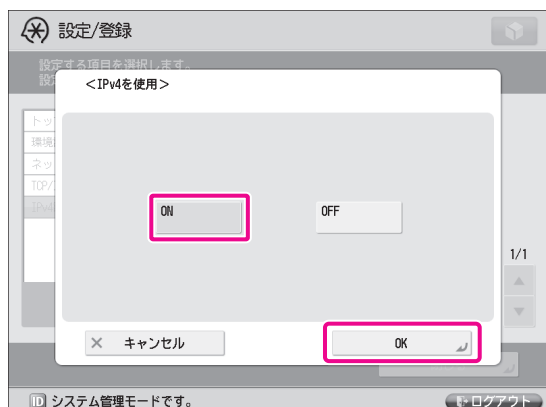 設定/登録
設定する項目を選択します。
設
<IPv4を使用>
トッ
環境
ネッ
TCP/
IPv4
ON
OFF
1/1
× キャンセル
OK
ID システム管理モードです。
ログアウト